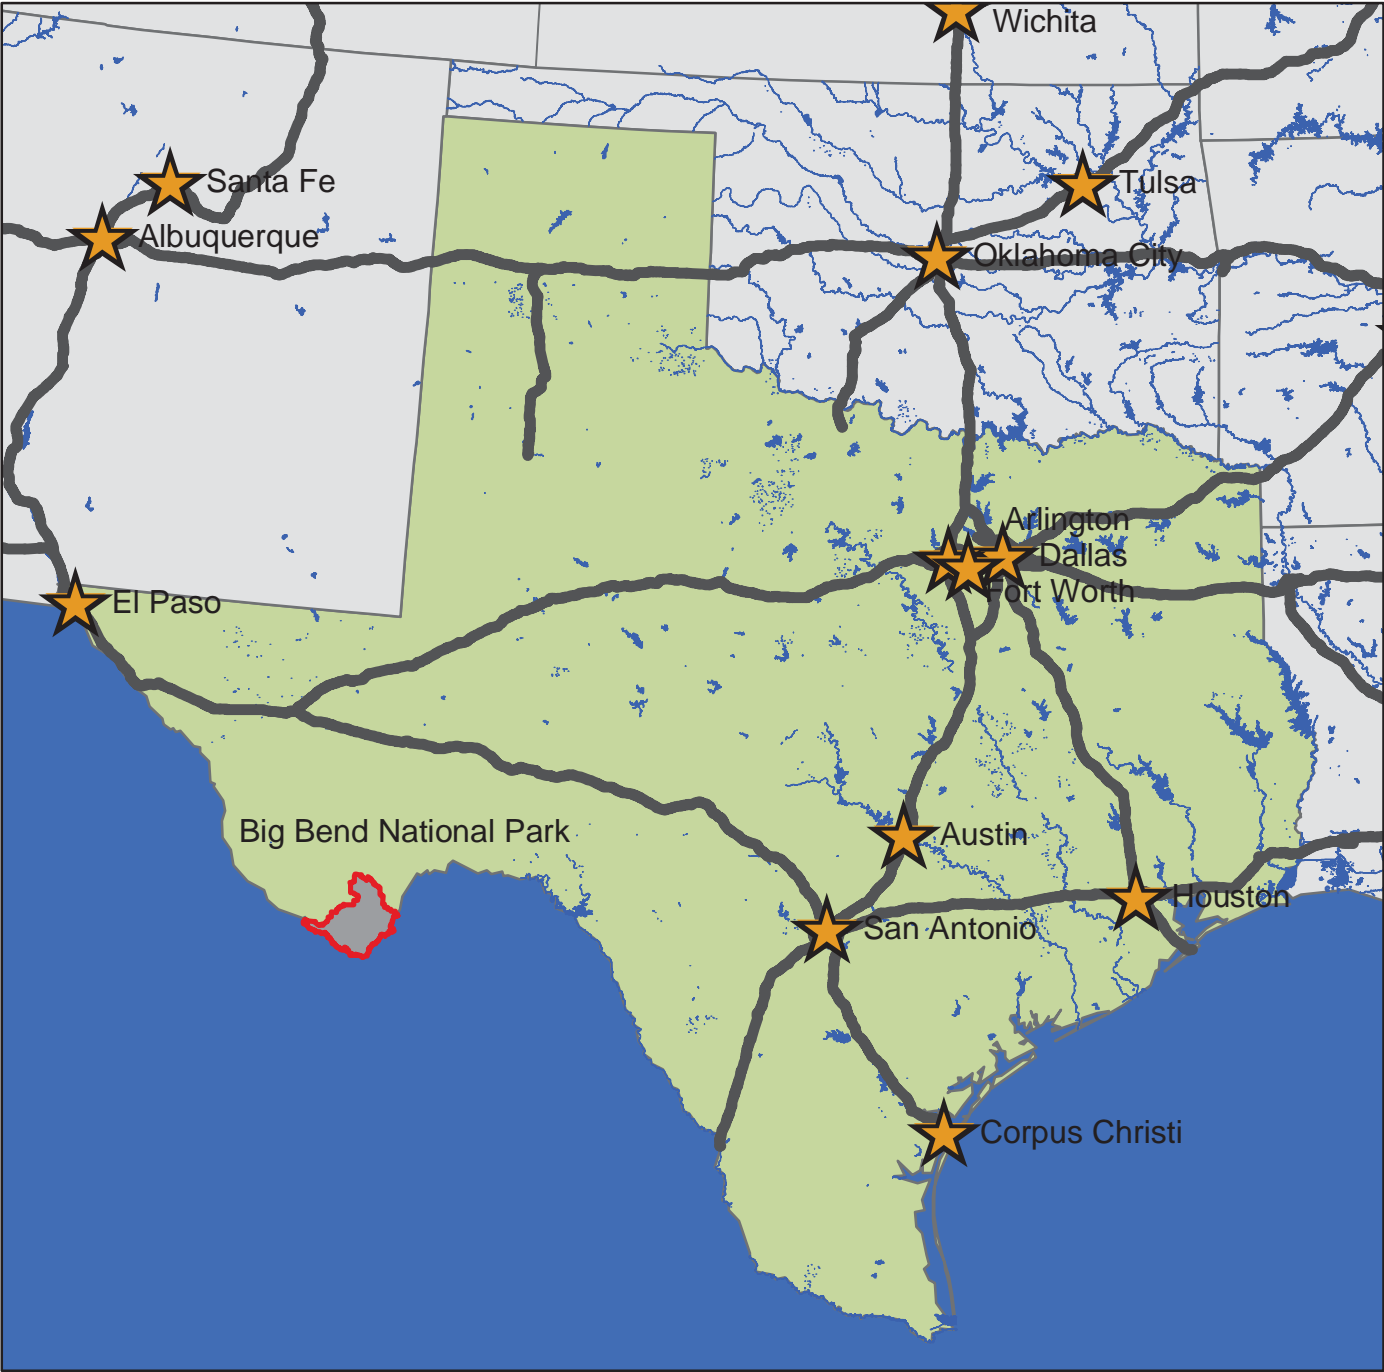 Wichita
Santa Fe
Tulsa
Albuquerque
Oklahoma City
Arlington
Dallas
Fort Worth
El Paso
Big Bend National Park
Austin
Houston
San Antonio
Corpus Christi